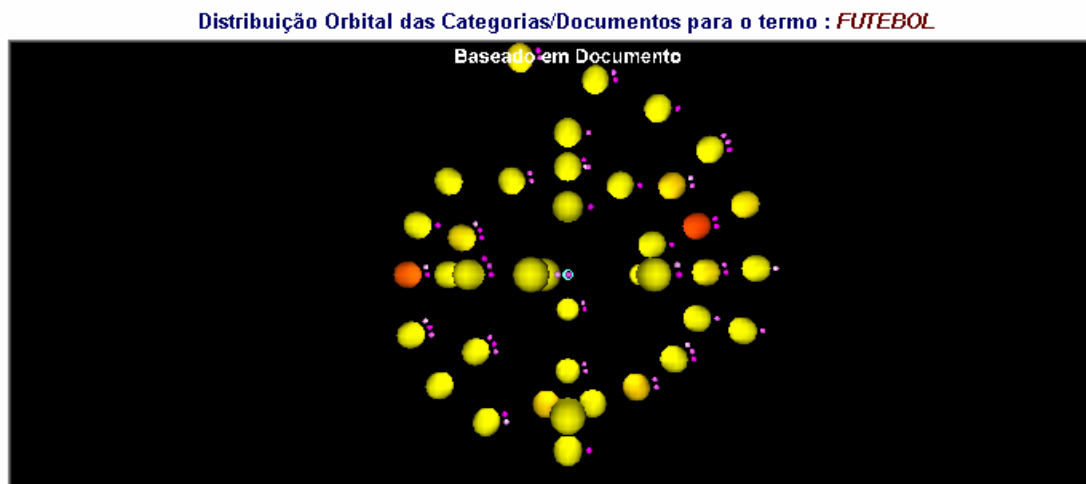 Distribuição Orbital das Categorias/Documentos para o termo : FUTEBOL
Baseado em Documento